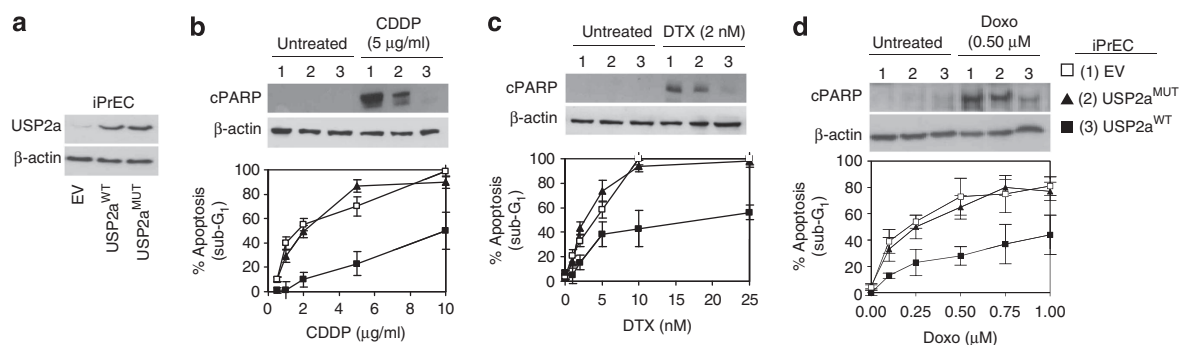 a
iPrEC
USP2a
β-actin
EV
USP2aWT
USP2aMUT
b
Untreated
CDDP
(5 μg/ml)
1 2 3 1 2 3
cPARP
β-actin
% Apoptosis
(sub-G1)
100
80
60
40
20
0
0 2 4 6 8 10
CDDP (μg/ml)
c
Untreated DTX (2 nM)
1 2 3 1 2 3
cPARP
β-actin
% Apoptosis
(sub-G1)
100
80
60
40
20
0
0 5 10 15 20 25
DTX (nM)
d
Untreated
Doxo
(0.50 μM
1 2 3 1 2 3
cPARP
β-actin
% Apoptosis
(sub-G1)
100
80
60
40
20
0
0.00 0.25 0.50 0.75 1.00
Doxo (μM)
iPrEC
(1) EV
(2) USP2aMUT
(3) USP2aWT